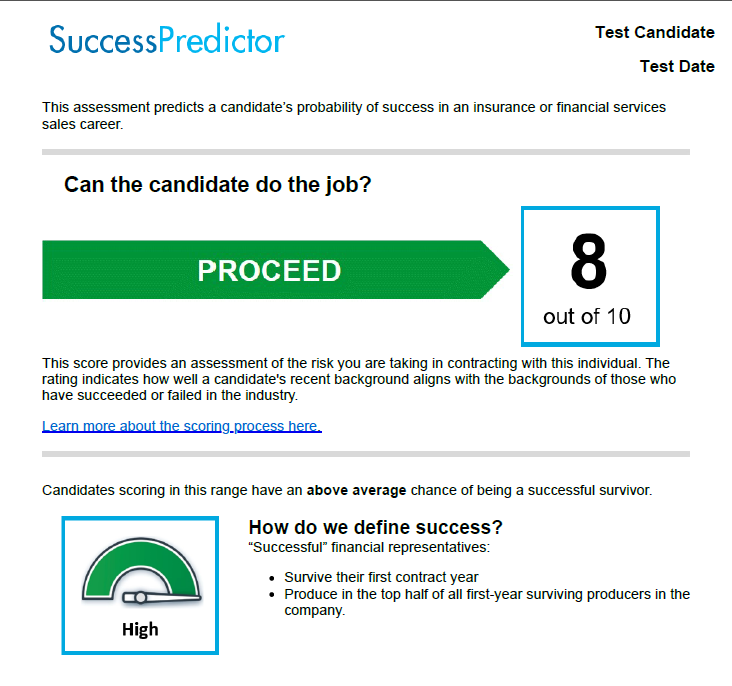 SuccessPredictor
Test Candidate
Test Date
This assessment predicts a candidate’s probability of success in an insurance or financial services
sales career.
Can the candidate do the job?
PROCEED
8
out of 10
This score provides an assessment of the risk you are taking in contracting with this individual. The
rating indicates how well a candidate's recent background aligns with the backgrounds of those who
have succeeded or failed in the industry.
Learn more about the scoring process here.
Candidates scoring in this range have an above average chance of being a successful survivor.
High
How do we define success?
“Successful” financial representatives:
• Survive their first contract year
• Produce in the top half of all first-year surviving producers in the
company.